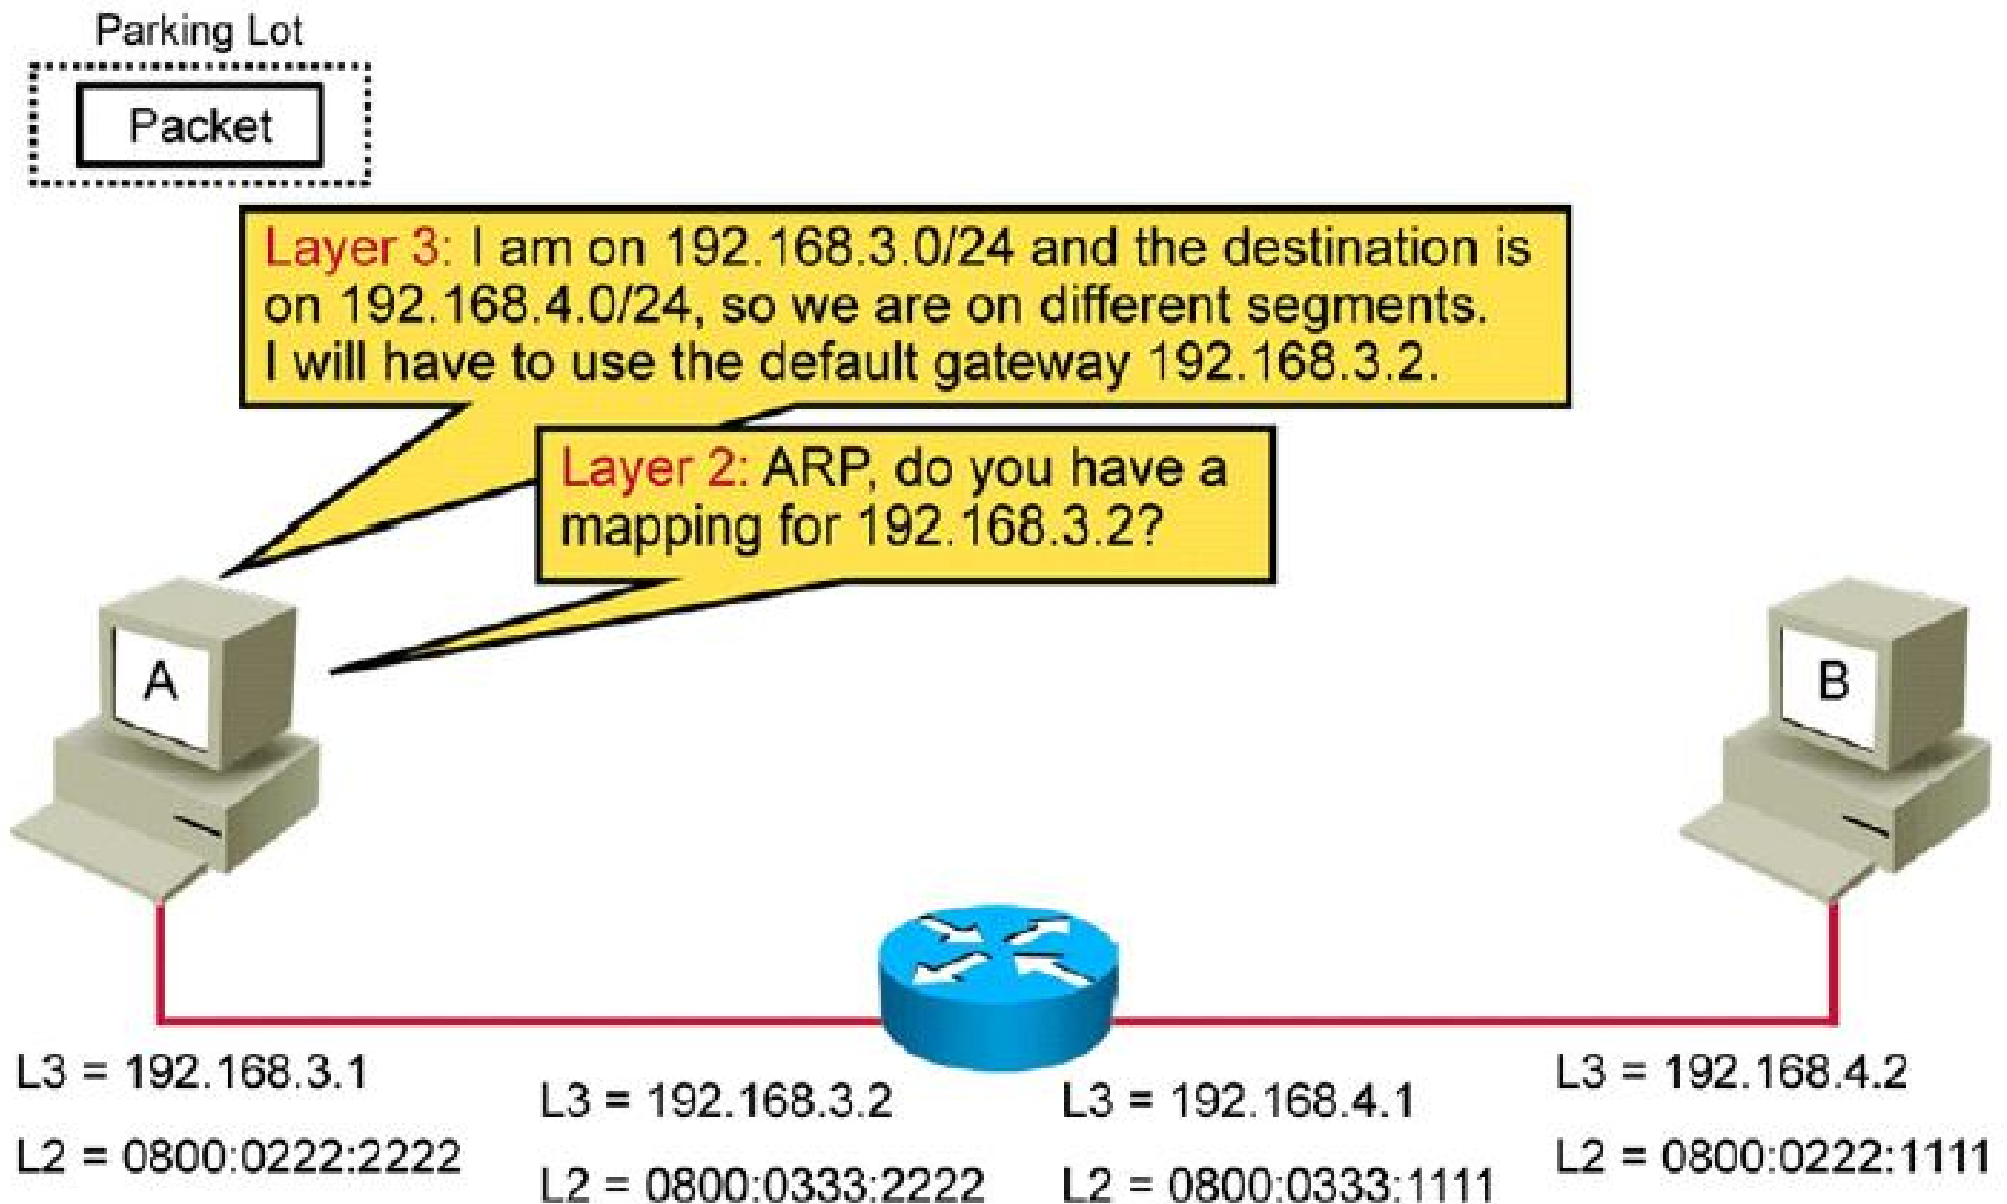 Parking Lot
Packet
Layer 3: I am on 192.168.3.0/24 and the destination is
on 192.168.4.0/24, so we are on different segments.
I will have to use the default gateway 192.168.3.2.
Layer 2: ARP, do you have a
mapping for 192.168.3.2?
A
B
L3 = 192.168.3.1
L2 = 0800:0222:2222
L3 = 192.168.3.2
L2 = 0800:0333:2222
L3 = 192.168.4.1
L2 = 0800:0333:1111
L3 = 192.168.4.2
L2 = 0800:0222:1111